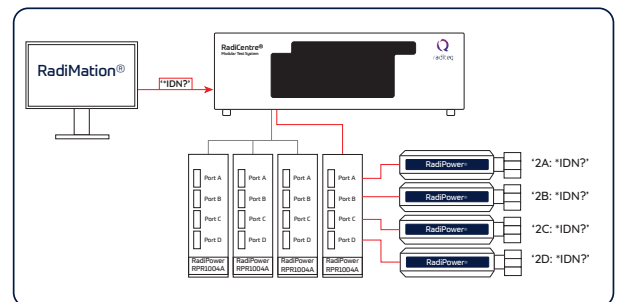 RadiMation®
"*IDN?"
RadiCentre®
Modular Test System
raditeq
Port A
Port B
Port C
Port D
RadiPower
RPR1004A
Port A
Port B
Port C
Port D
RadiPower
RPR1004A
Port A
Port B
Port C
Port D
RadiPower
RPR1004A
Port A
Port B
Port C
Port D
RadiPower
RPR1004A
RadiPower®
'2A: *IDN?'
RadiPower®
'2B: *IDN?'
RadiPower®
'2C: *IDN?'
RadiPower®
'2D: *IDN?'